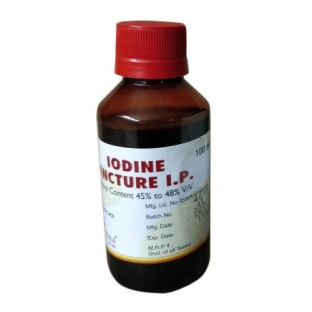 IODINE
100 m
NCTURE I.P.
Content 45% to 48% V/V
Mfg. Lic. No
Batch No.
Mfg. Date
Exp. Date
M.R.P. ₹
(Incl. of all Taxes)